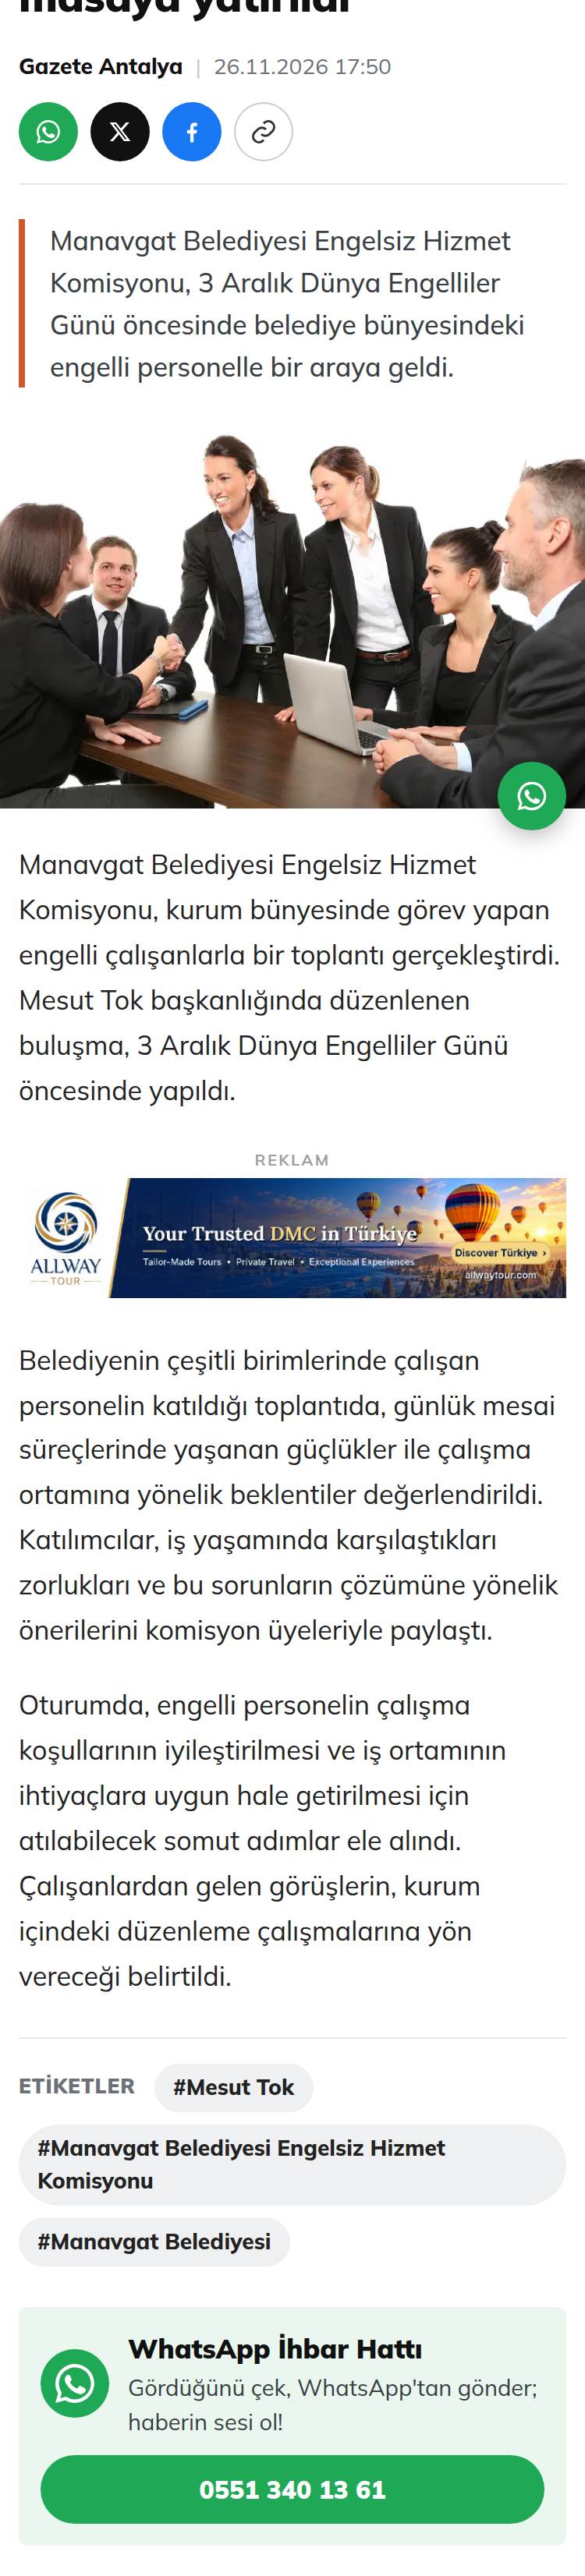 masaya yatırıldı
Gazete Antalya | 26.11.2026 17:50
Manavgat Belediyesi Engelsiz Hizmet
Komisyonu, 3 Aralık Dünya Engelliler
Günü öncesinde belediye bünyesindeki
engelli personelle bir araya geldi.
Manavgat Belediyesi Engelsiz Hizmet
Komisyonu, kurum bünyesinde görev yapan
engelli çalışanlarla bir toplantı gerçekleştirdi.
Mesut Tok başkanlığında düzenlenen
buluşma, 3 Aralık Dünya Engelliler Günü
öncesinde yapıldı.
REKLAM
ALLWAY
TOUR
Your Trusted DMC in Türkiye
Tailor-Made Tours • Private Travel • Exceptional Experiences
Discover Türkiye ›
allwaytour.com
Belediyenin çeşitli birimlerinde çalışan
personelin katıldığı toplantıda, günlük mesai
süreçlerinde yaşanan güçlükler ile çalışma
ortamına yönelik beklentiler değerlendirildi.
Katılımcılar, iş yaşamında karşılaştıkları
zorlukları ve bu sorunların çözümüne yönelik
önerilerini komisyon üyeleriyle paylaştı.
Oturumda, engelli personelin çalışma
koşullarının iyileştirilmesi ve iş ortamının
ihtiyaçlara uygun hale getirilmesi için
atılabilecek somut adımlar ele alındı.
Çalışanlardan gelen görüşlerin, kurum
içindeki düzenleme çalışmalarına yön
vereceği belirtildi.
ETİKETLER #Mesut Tok
#Manavgat Belediyesi Engelsiz Hizmet
Komisyonu
#Manavgat Belediyesi
WhatsApp İhbar Hattı
Gördüğünü çek, WhatsApp'tan gönder;
haberin sesi ol!
0551 340 13 61